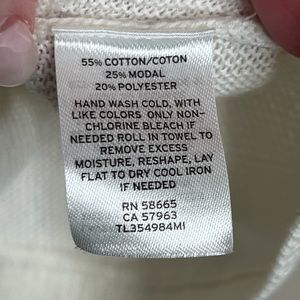 55% COTTON/COTON
25% MODAL
20% POLYESTER
HAND WASH COLD, WITH
LIKE COLORS ONLY NON-
CHLORINE BLEACH IF
NEEDED ROLL IN TOWEL TO
REMOVE EXCESS
MOISTURE, RESHAPE, LAY
FLAT TO DRY COOL IRON
IF NEEDED
RN 58665
CA 57963
TL354984MI